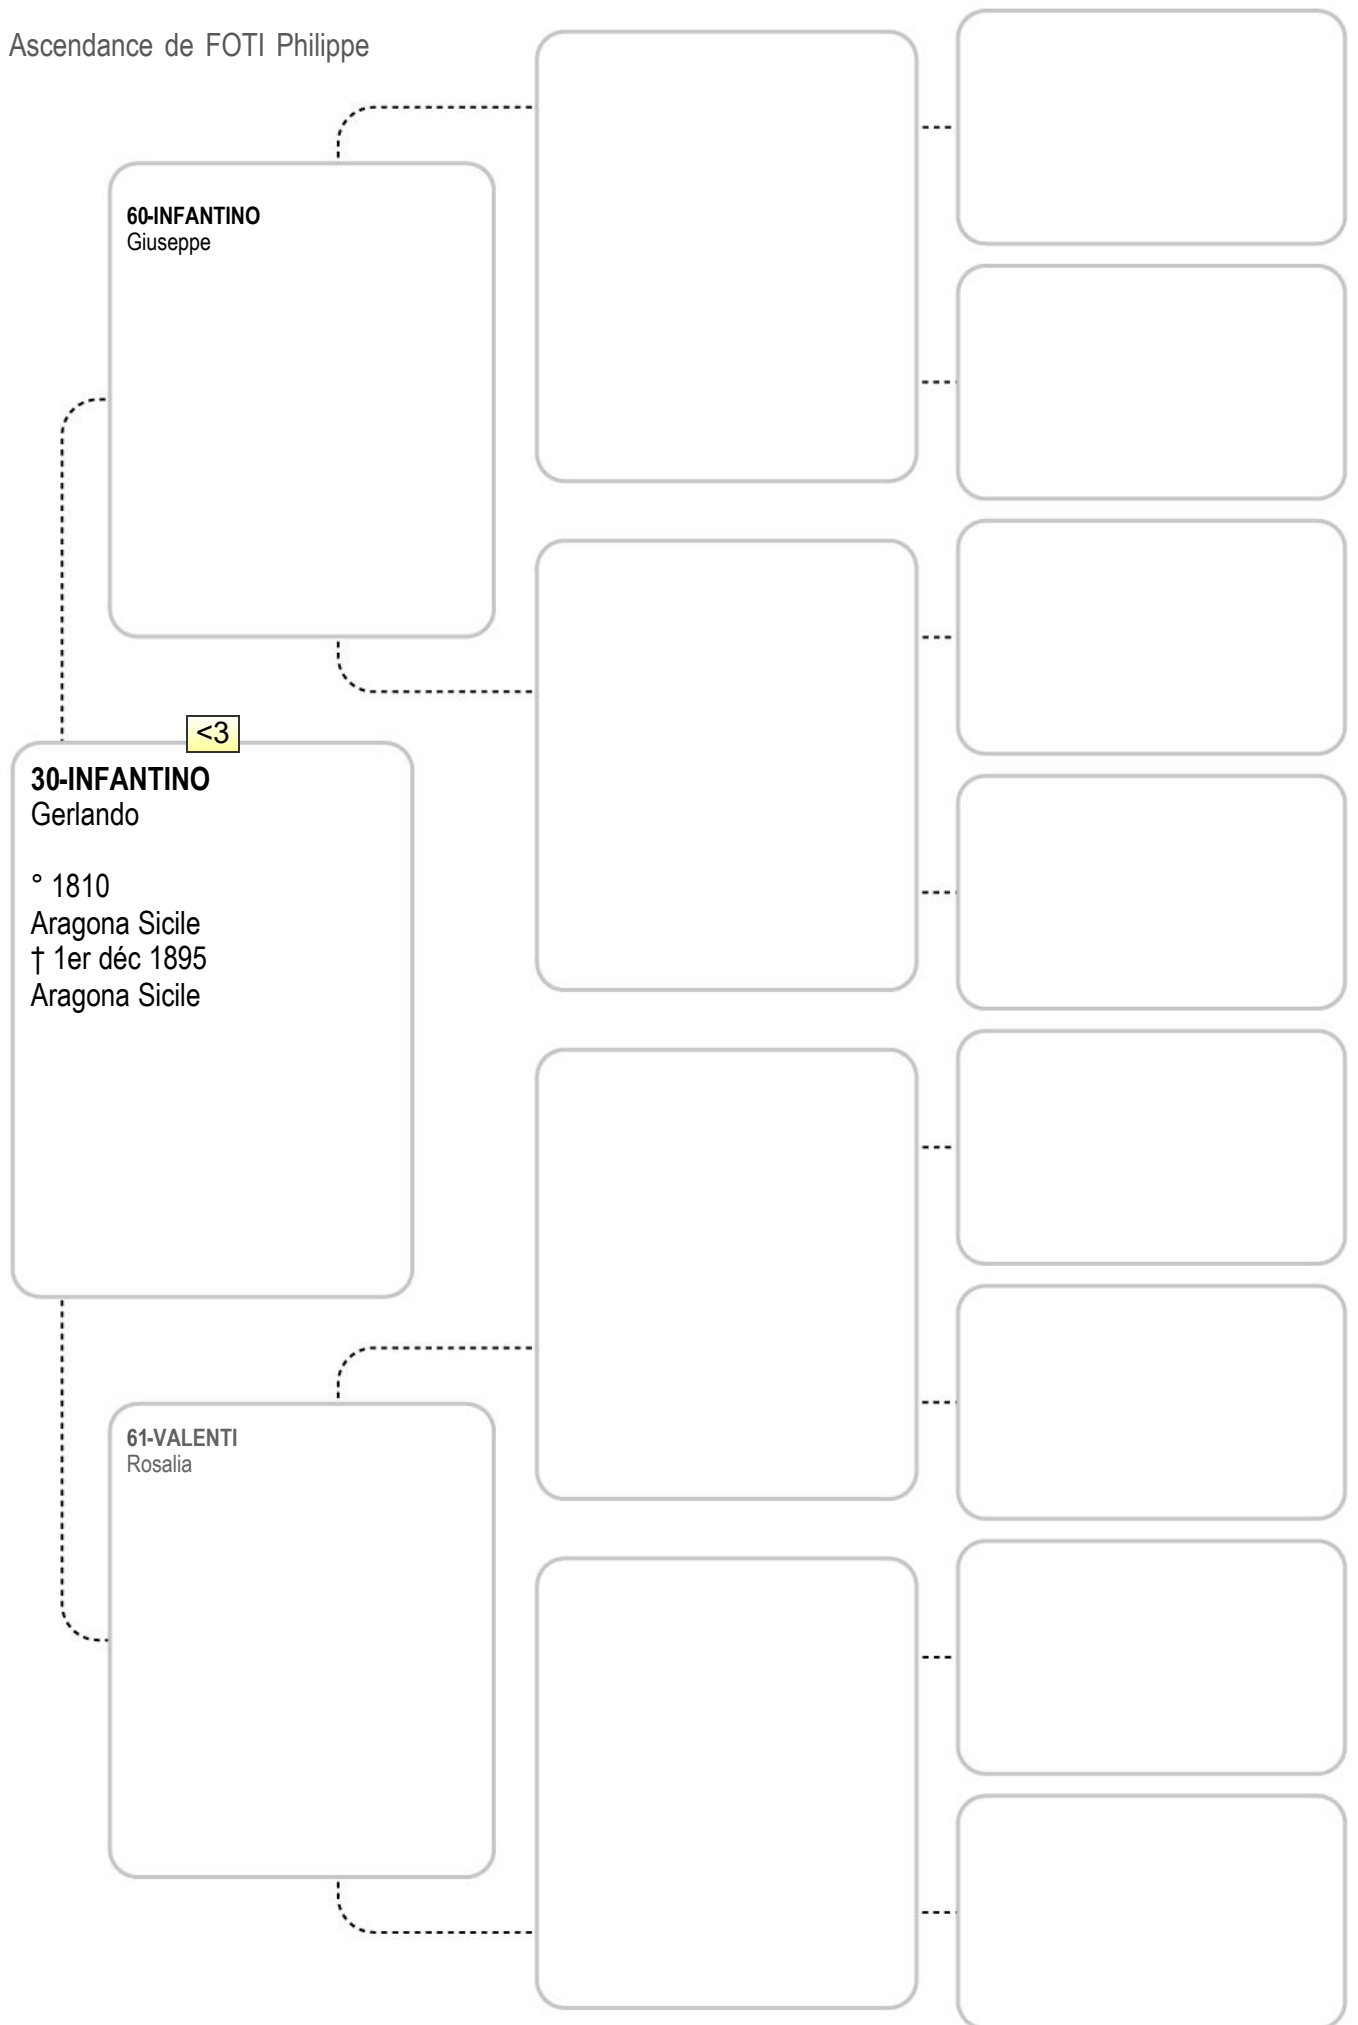 Ascendance de FOTI Philippe
60-INFANTINO
Giuseppe
<3
30-INFANTINO
Gerlando
° 1810
Aragona Sicile
† 1er déc 1895
Aragona Sicile
61-VALENTI
Rosalia